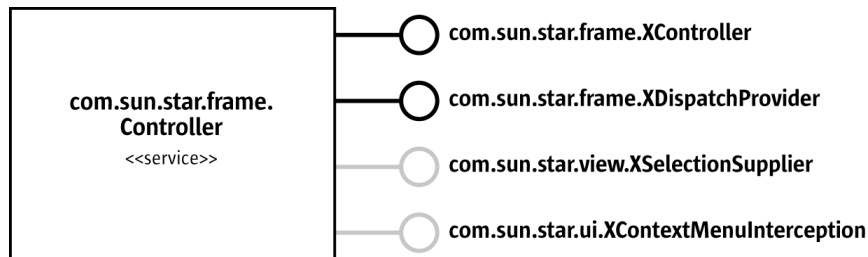 com.sun.star.frame.
Controller
<<service>>
com.sun.star.frame.XController
com.sun.star.frame.XDispatchProvider
com.sun.star.view.XSelectionSupplier
com.sun.star.ui.XContextMenuInterception